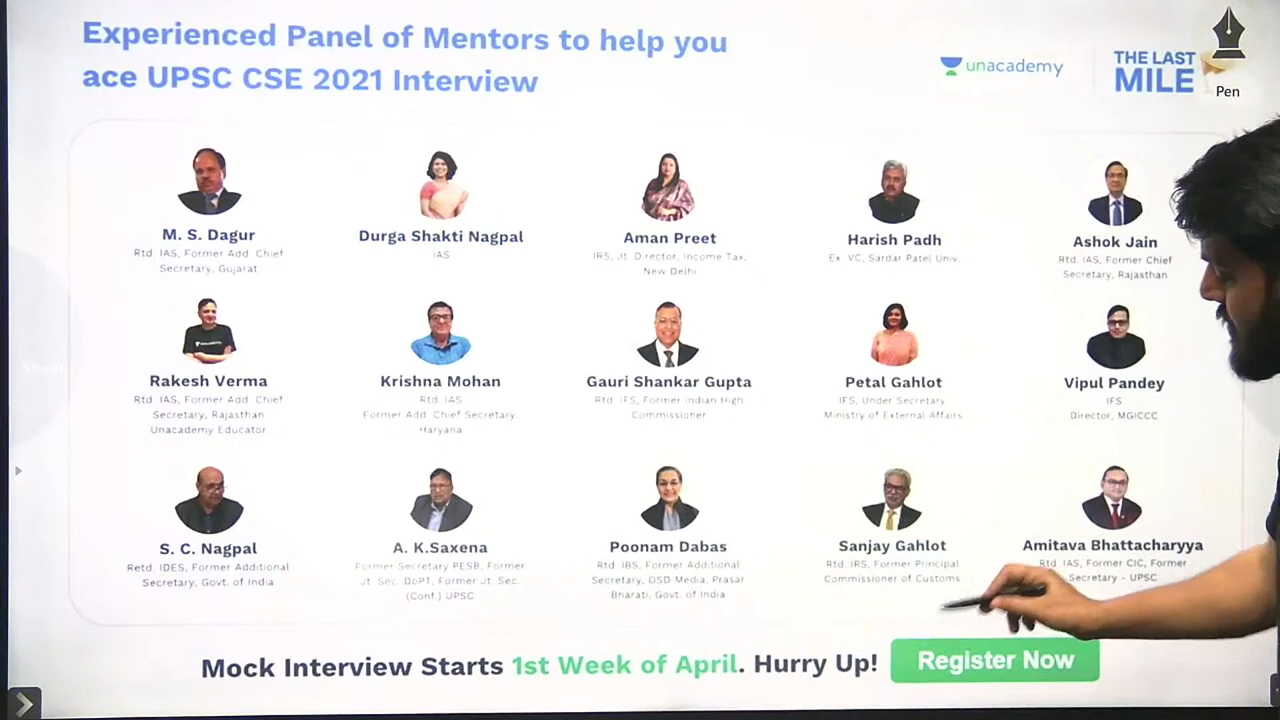 Experienced Panel of Mentors to help you
ace UPSC CSE 2021 Interview
unacademy
THE LAST
MILE
Pen
M. S. Dagur
Rtd. IAS, Former Add. Chief
Secretary, Gujarat
Durga Shakti Nagpal
IAS
Aman Preet
IRS, Jt. Director, Income Tax,
New Delhi
Harish Padh
Ex. VC, Sardar Patel Univ.
Ashok Jain
Rtd. IAS, Former Chief
Secretary, Rajasthan
Rakesh Verma
Rtd. IAS, Former Add. Chief
Secretary, Rajasthan
Unacademy Educator
Krishna Mohan
Rtd. IAS
Former Add. Chief Secretary,
Haryana
Gauri Shankar Gupta
Rtd. IFS, Former Indian High
Commissioner
Petal Gahlot
IFS, Under Secretary
Ministry of External Affairs
Vipul Pandey
IFS
Director, MGICCC
S. C. Nagpal
Retd. IDES, Former Additional
Secretary, Govt. of India
A. K.Saxena
Former Secretary PESB, Former
Jt. Sec. DoPT, Former Jt. Sec.
(Conf.) UPSC
Poonam Dabas
Rtd. IBS, Former Additional
Secretary, OSD Media, Prasar
Bharati, Govt. of India
Sanjay Gahlot
Rtd. IRS, Former Principal
Commissioner of Customs
Amitava Bhattacharyya
Rtd. IAS, Former CIC, Former
Secretary - UPSC
Mock Interview Starts 1st Week of April. Hurry Up!
Register Now